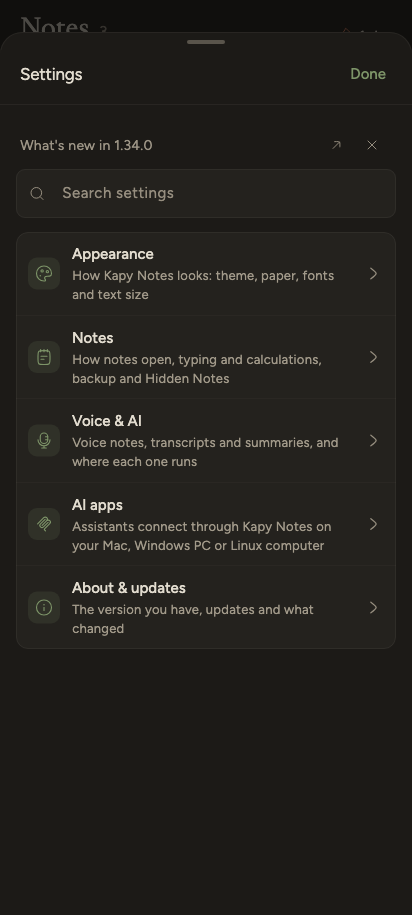 Notes 3
Settings
Done
What's new in 1.34.0
Search settings
Appearance
How Kapy Notes looks: theme, paper, fonts
and text size
Notes
How notes open, typing and calculations,
backup and Hidden Notes
Voice & AI
Voice notes, transcripts and summaries, and
where each one runs
AI apps
Assistants connect through Kapy Notes on
your Mac, Windows PC or Linux computer
About & updates
The version you have, updates and what
changed